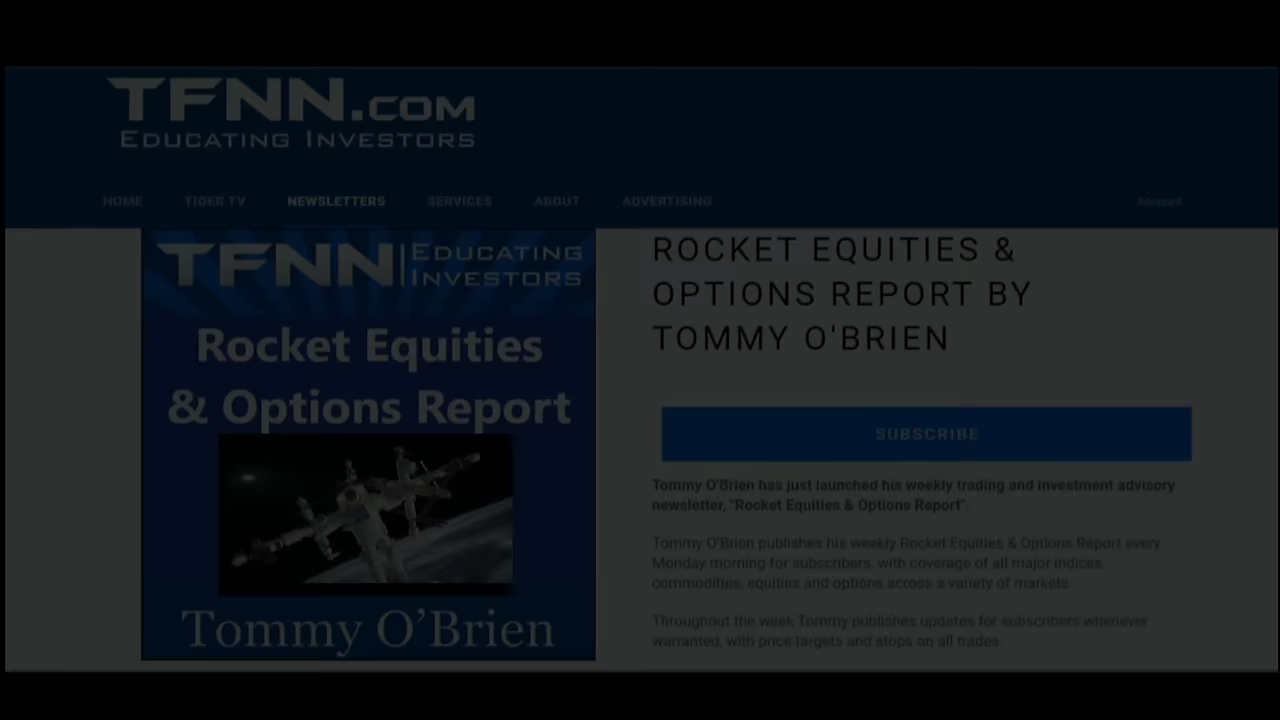 TFNN.COM
EDUCATING INVESTORS
HOME TIGER TV NEWSLETTERS SERVICES ABOUT ADVERTISING Account
TFNN EDUCATING
INVESTORS
Rocket Equities
& Options Report
Tommy O'Brien
ROCKET EQUITIES &
OPTIONS REPORT BY
TOMMY O'BRIEN
SUBSCRIBE
Tommy O'Brien has just launched his weekly trading and investment advisory
newsletter, "Rocket Equities & Options Report".
Tommy O'Brien publishes his weekly Rocket Equities & Options Report every
Monday morning for subscribers, with coverage of all major indices,
commodities, equities and options across a variety of markets.
Throughout the week Tommy publishes updates for subscribers whenever
warranted, with price targets and stops on all trades.